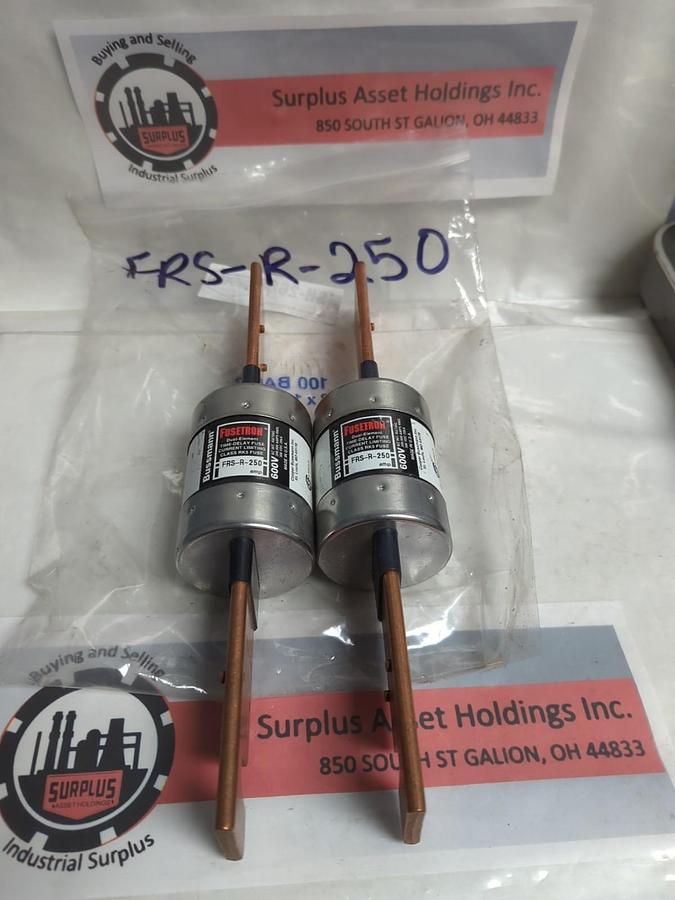 Buying and Selling
SURPLUS
Industrial Surplus
Surplus Asset Holdings Inc.
850 SOUTH ST GALION, OH 44833
FRS-R-250
100 BA
Bussmann
FUSETRON
Dual-Element
TIME-DELAY FUSE
CURRENT LIMITING
CLASS RK5 FUSE
FRS-R-250
amp
600V
Bussmann
FUSETRON
Dual-Element
TIME-DELAY FUSE
CURRENT LIMITING
CLASS RK5 FUSE
FRS-R-250
amp
600V
Buying and Selling
SURPLUS
ASSET HOLDINGS
Industrial Surplus
Surplus Asset Holdings Inc.
850 SOUTH ST GALION, OH 44833